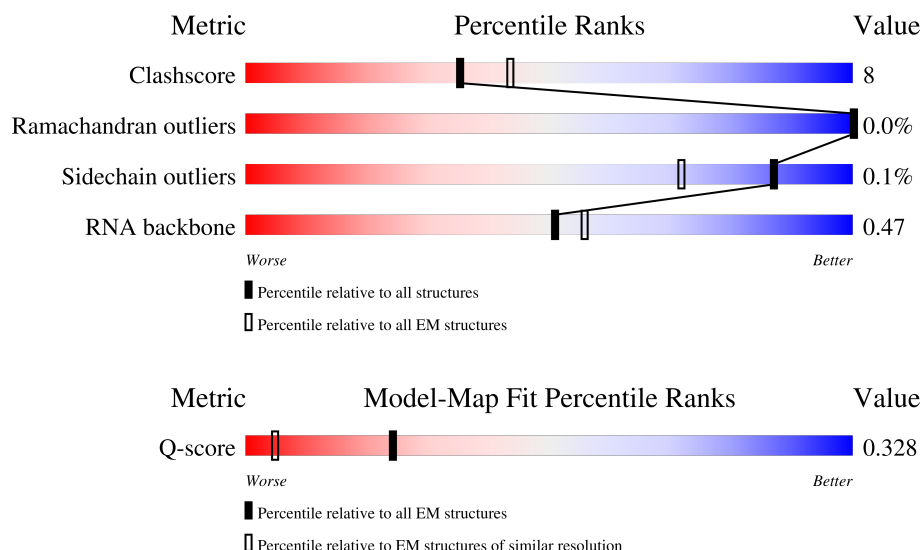 Metric Percentile Ranks Value
Clashscore 8
Ramachandran outliers 0.0%
Sidechain outliers 0.1%
RNA backbone 0.47
Worse Better
Percentile relative to all structures
Percentile relative to all EM structures
Metric Model-Map Fit Percentile Ranks Value
Q-score 0.328
Worse Better
Percentile relative to all EM structures
Percentile relative to EM structures of similar resolution